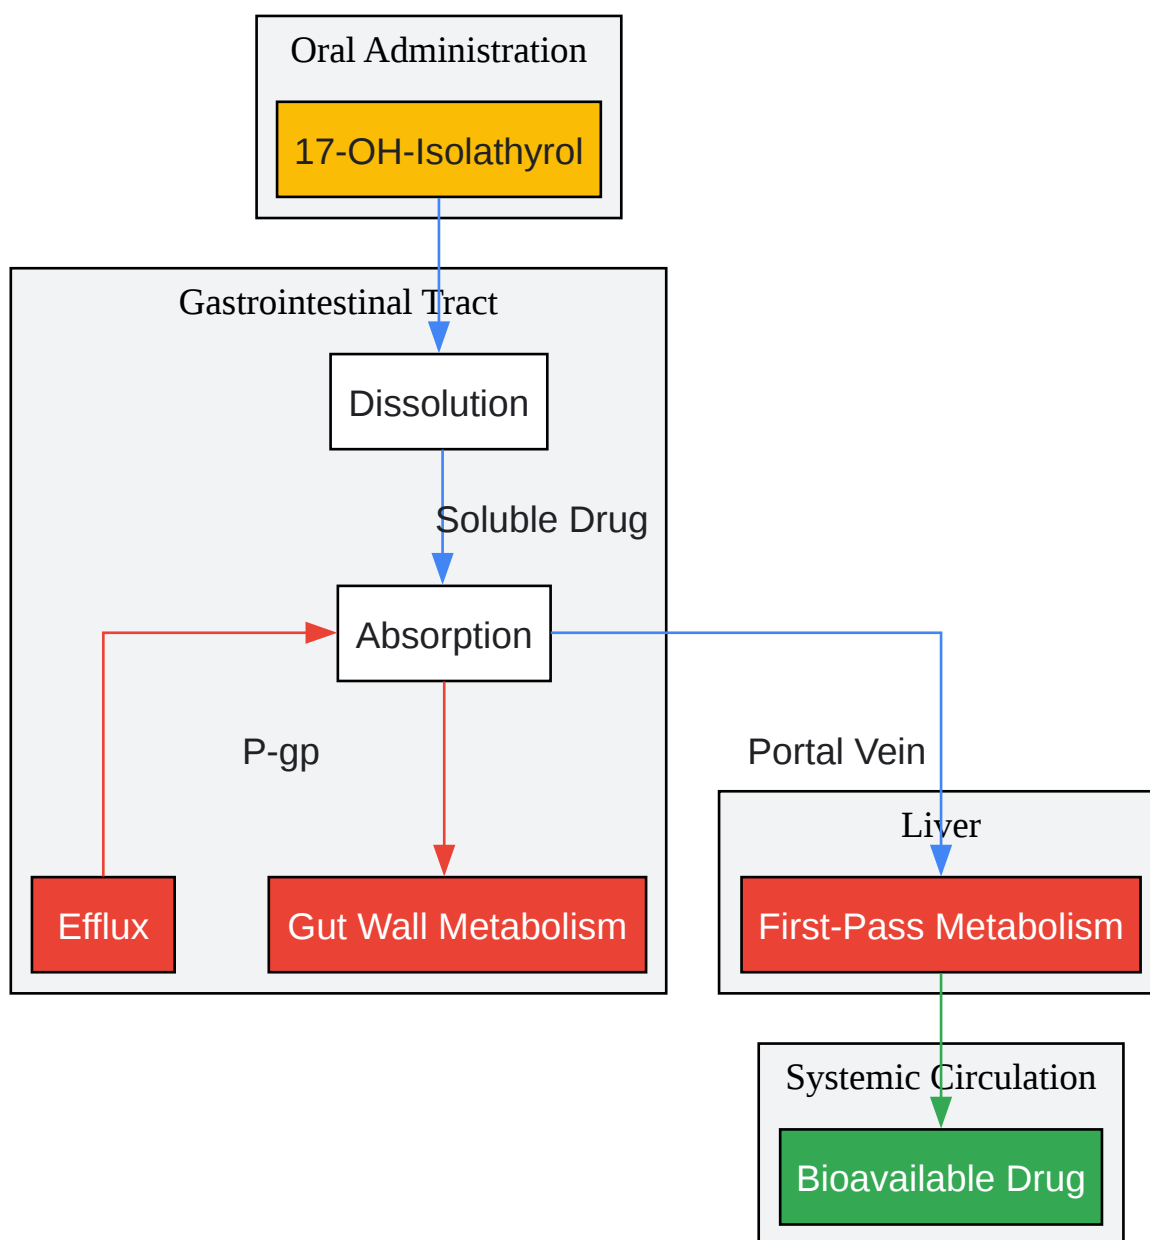 Oral Administration
17-OH-Isolathyrol
Gastrointestinal Tract
Dissolution
Soluble Drug
Absorption
P-gp
Portal Vein
Liver
Efflux
Gut Wall Metabolism
First-Pass Metabolism
Systemic Circulation
Bioavailable Drug